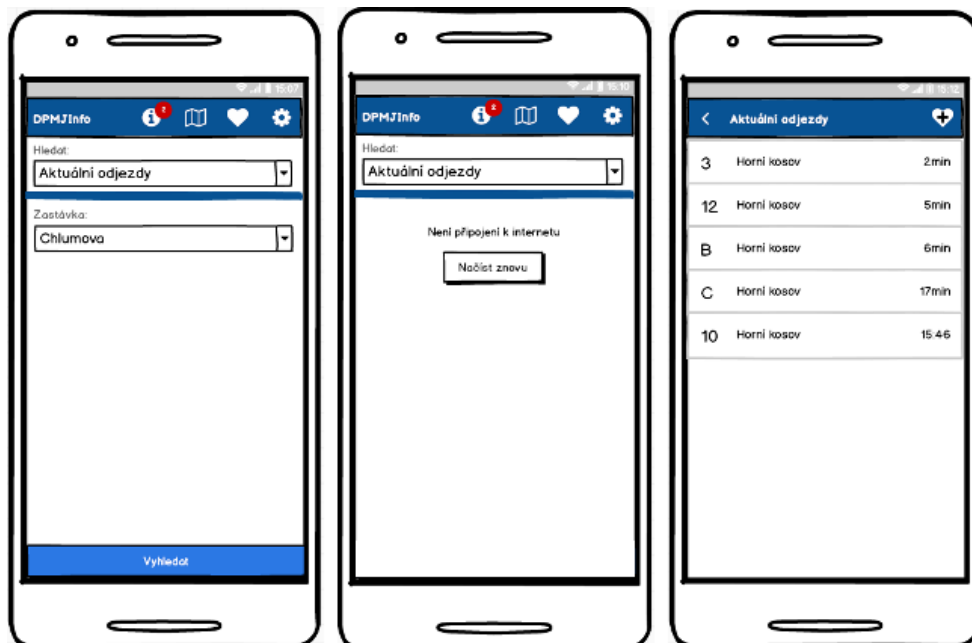 15:07
DPMJInfo
2
Hledat:
Aktuální odjezdy
Zastávka:
Chlumova
Vyhledat
15:10
DPMJInfo
2
Hledat:
Aktuální odjezdy
Není připojení k internetu
Načíst znovu
15:12
Aktuální odjezdy
3 Horní kosov 2min
12 Horní kosov 5min
B Horní kosov 6min
C Horní kosov 17min
10 Horní kosov 15:46